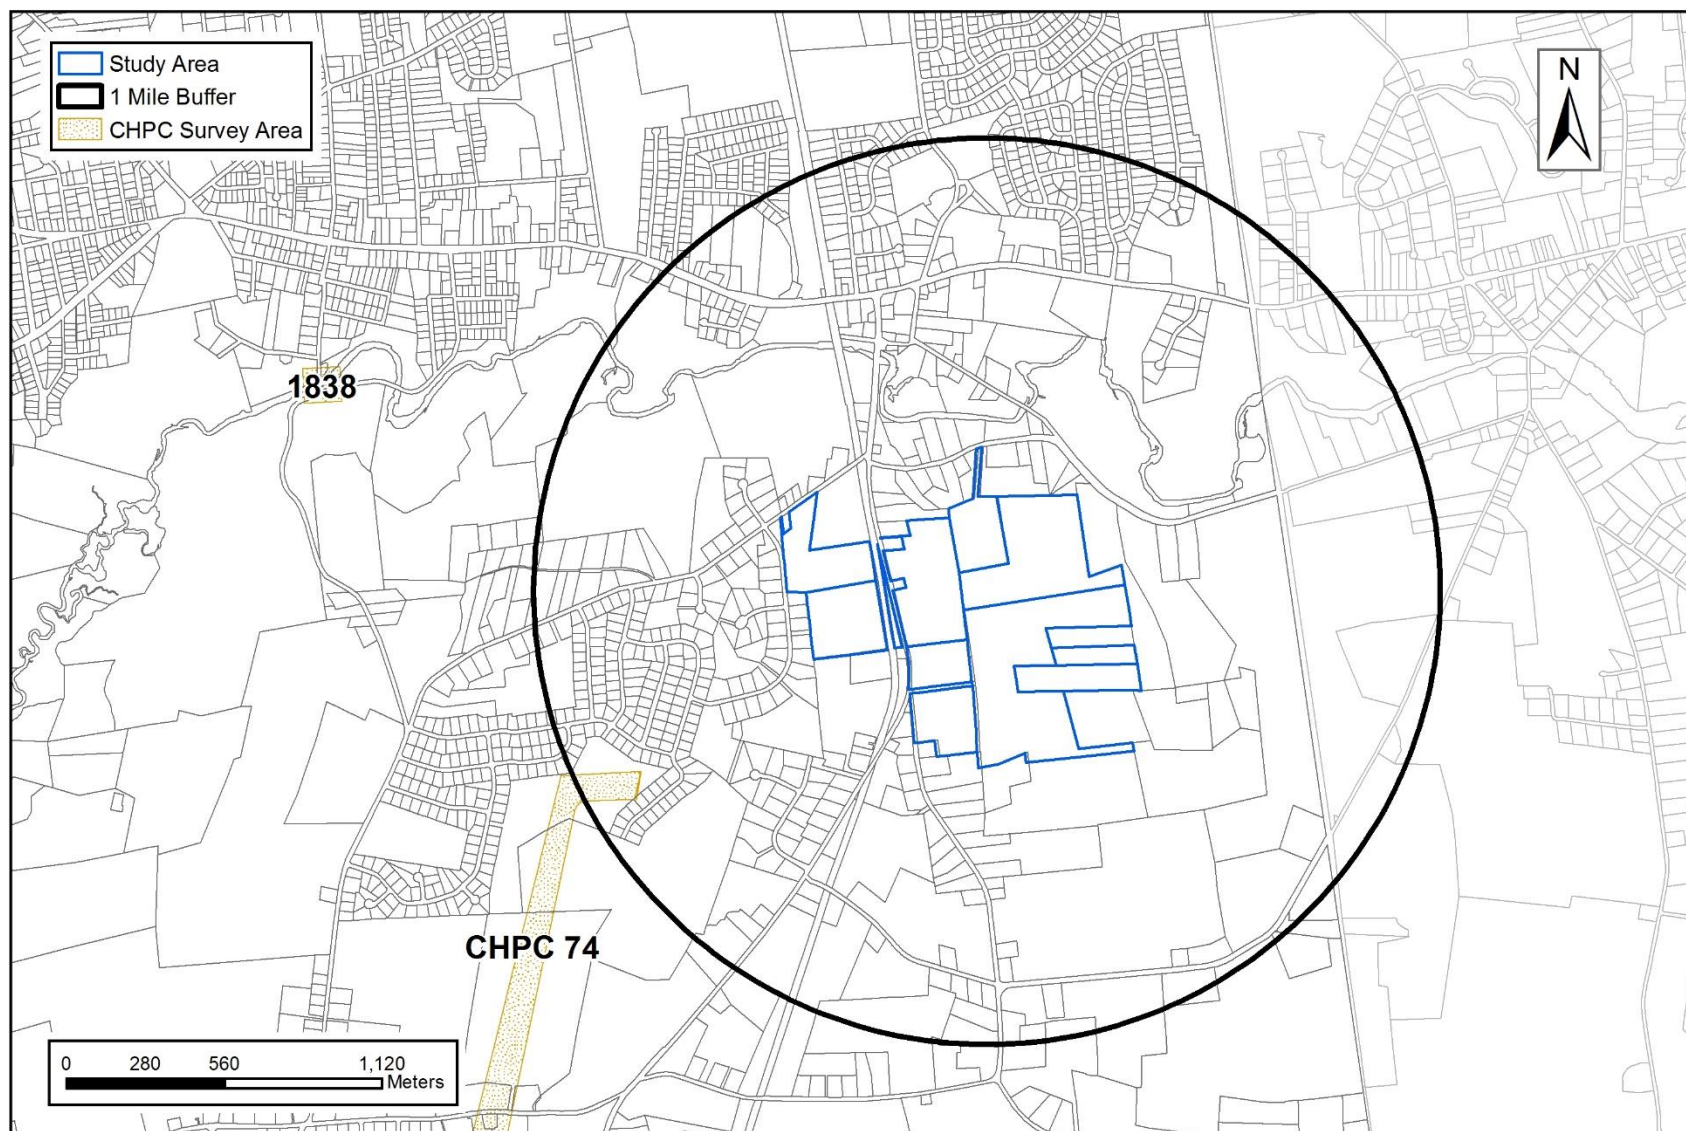 Study Area
1 Mile Buffer
CHPC Survey Area
N
1838
CHPC 74
0 280 560 1,120
Meters